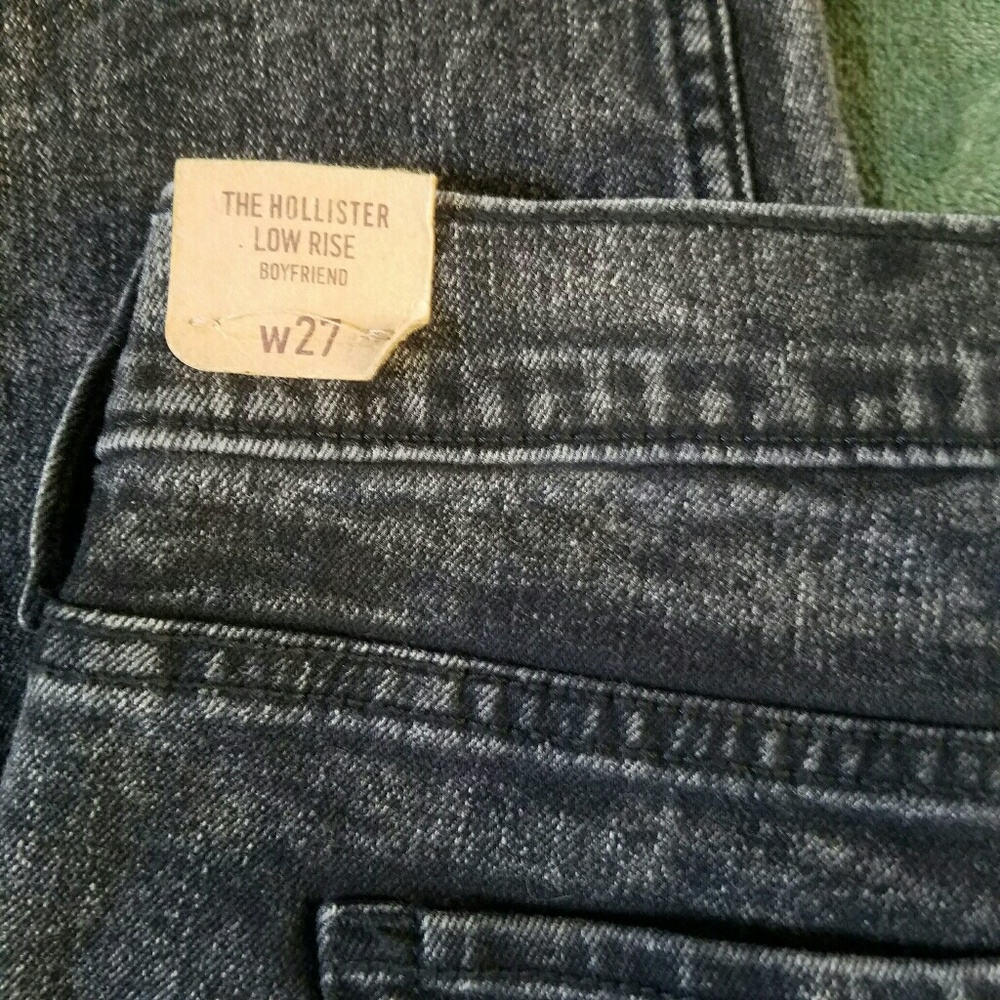 THE HOLLISTER
LOW RISE
BOYFRIEND
w27